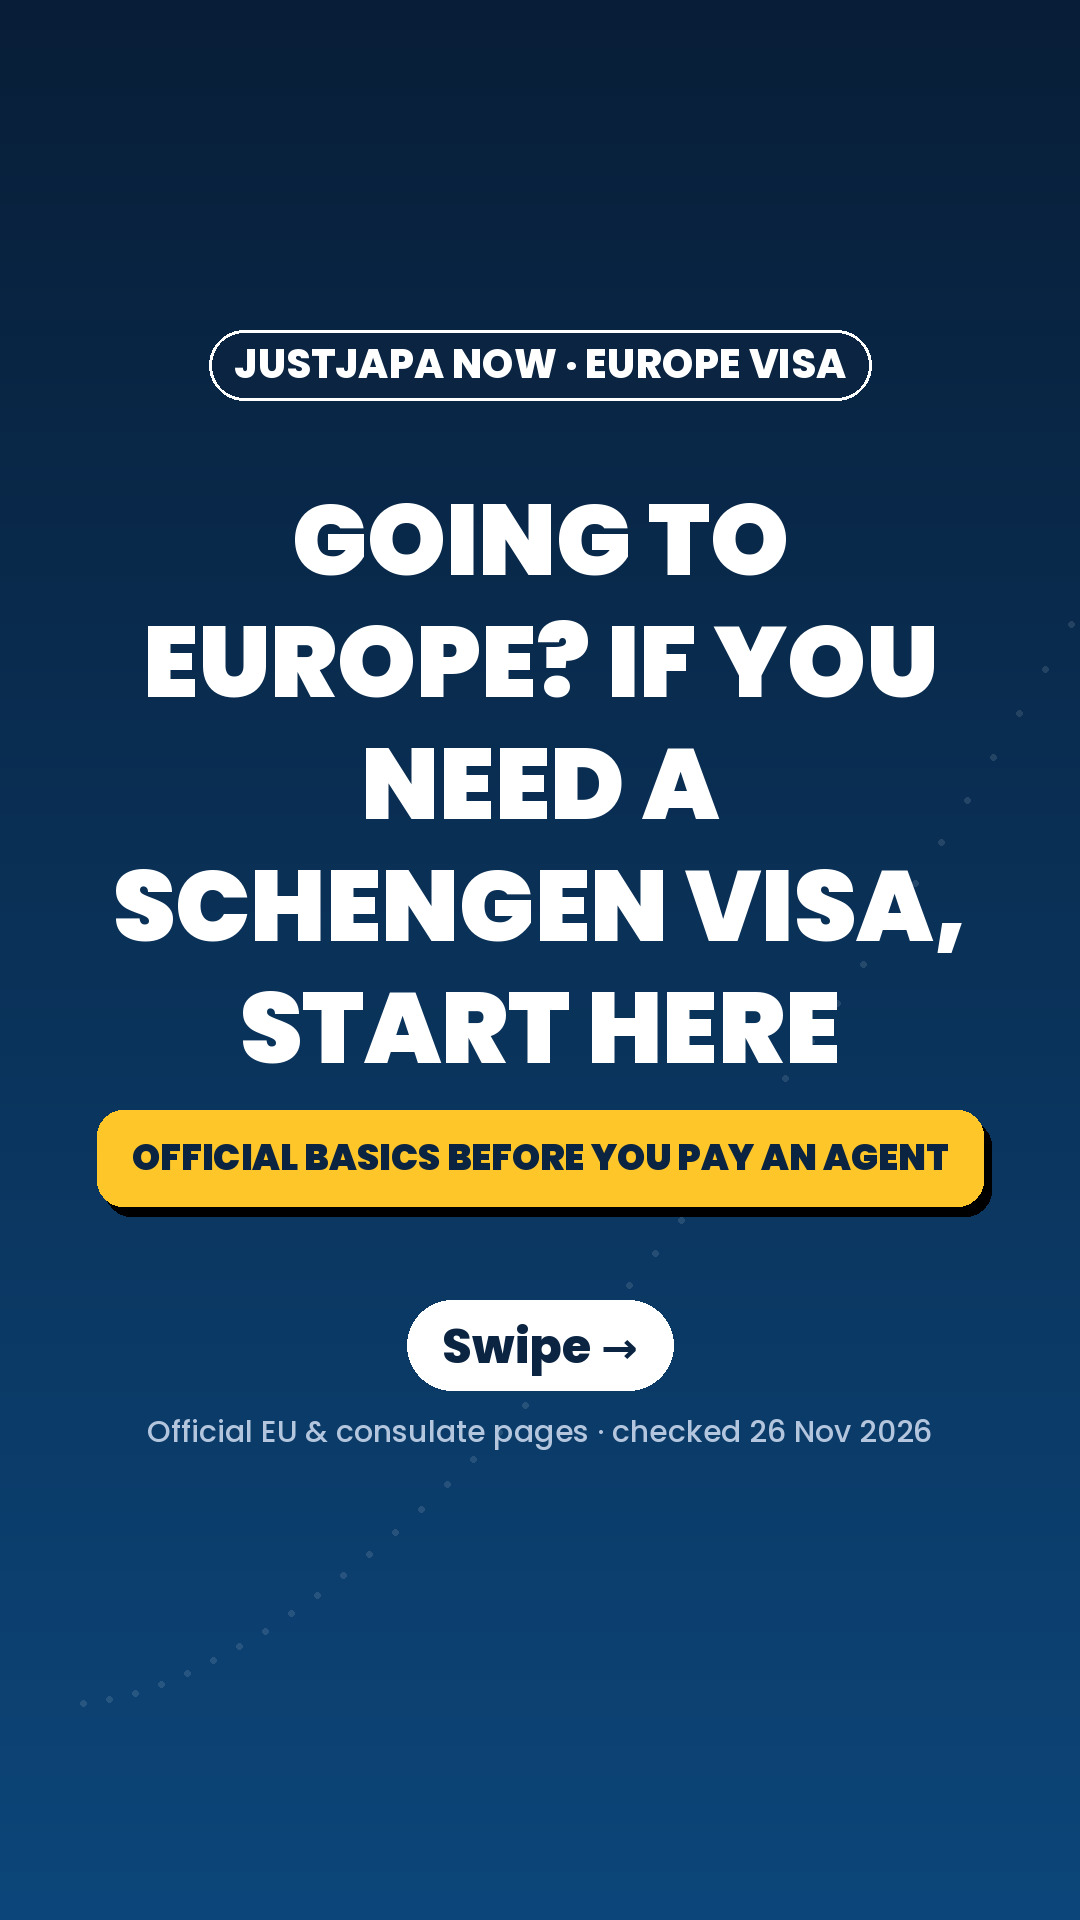 JUSTJAPA NOW · EUROPE VISA
GOING TO
EUROPE? IF YOU
NEED A
SCHENGEN VISA,
START HERE
OFFICIAL BASICS BEFORE YOU PAY AN AGENT
Swipe →
Official EU & consulate pages · checked 26 Nov 2026